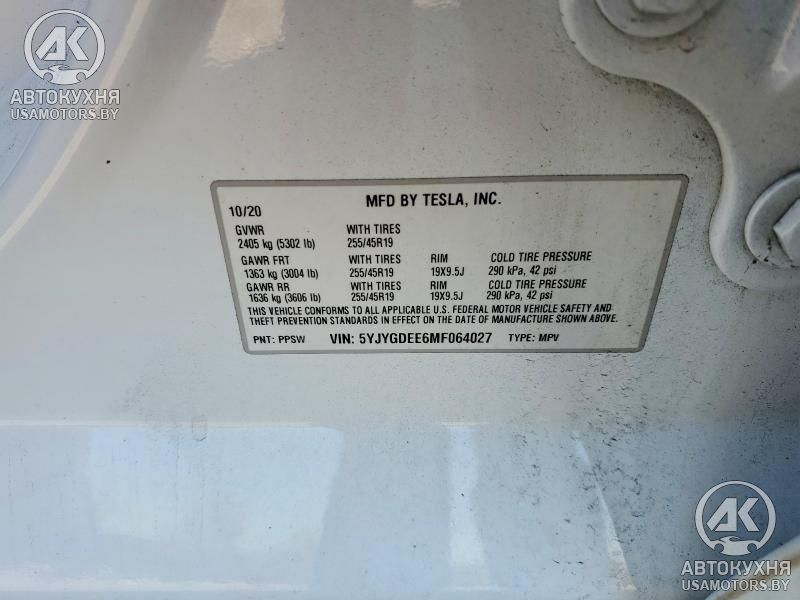 AK
АВТОКУХНЯ
USAMOTORS.BY
MFD BY TESLA, INC.
10/20
GVWR WITH TIRES
2405 kg (5302 lb) 255/45R19
GAWR FRT WITH TIRES RIM COLD TIRE PRESSURE
1363 kg (3004 lb) 255/45R19 19X9.5J 290 kPa, 42 psi
GAWR RR WITH TIRES RIM COLD TIRE PRESSURE
1636 kg (3606 lb) 255/45R19 19X9.5J 290 kPa, 42 psi
THIS VEHICLE CONFORMS TO ALL APPLICABLE U.S. FEDERAL MOTOR VEHICLE SAFETY AND
THEFT PREVENTION STANDARDS IN EFFECT ON THE DATE OF MANUFACTURE SHOWN ABOVE.
PNT: PPSW VIN: 5YJYGDEE6MF064027 TYPE: MPV
AK
АВТОКУХНЯ
USAMOTORS.BY